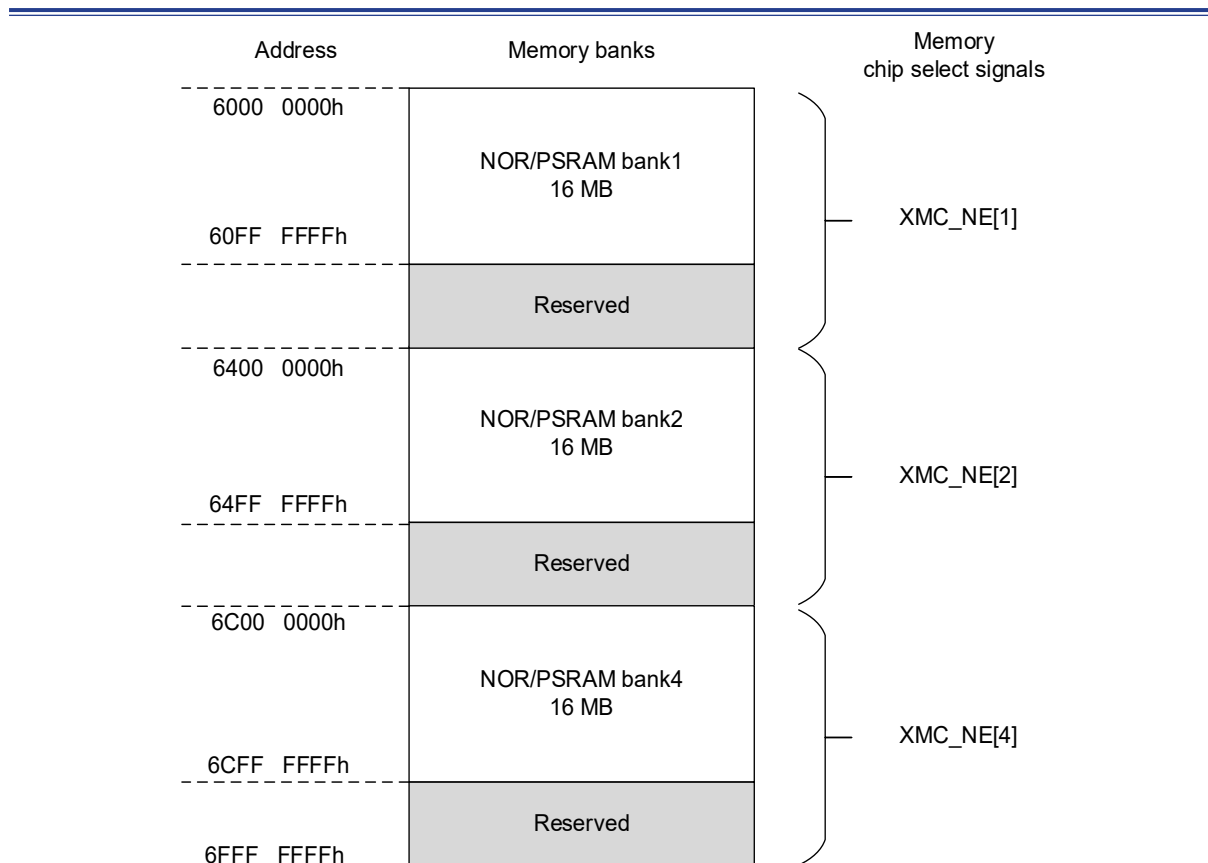 Address Memory banks Memory
chip select signals
6000 0000h
NOR/PSRAM bank1
16 MB
XMC_NE[1]
60FF FFFFh
Reserved
6400 0000h
NOR/PSRAM bank2
16 MB
XMC_NE[2]
64FF FFFFh
Reserved
6C00 0000h
NOR/PSRAM bank4
16 MB
XMC_NE[4]
6CFF FFFFh
Reserved
6FFF FFFFh